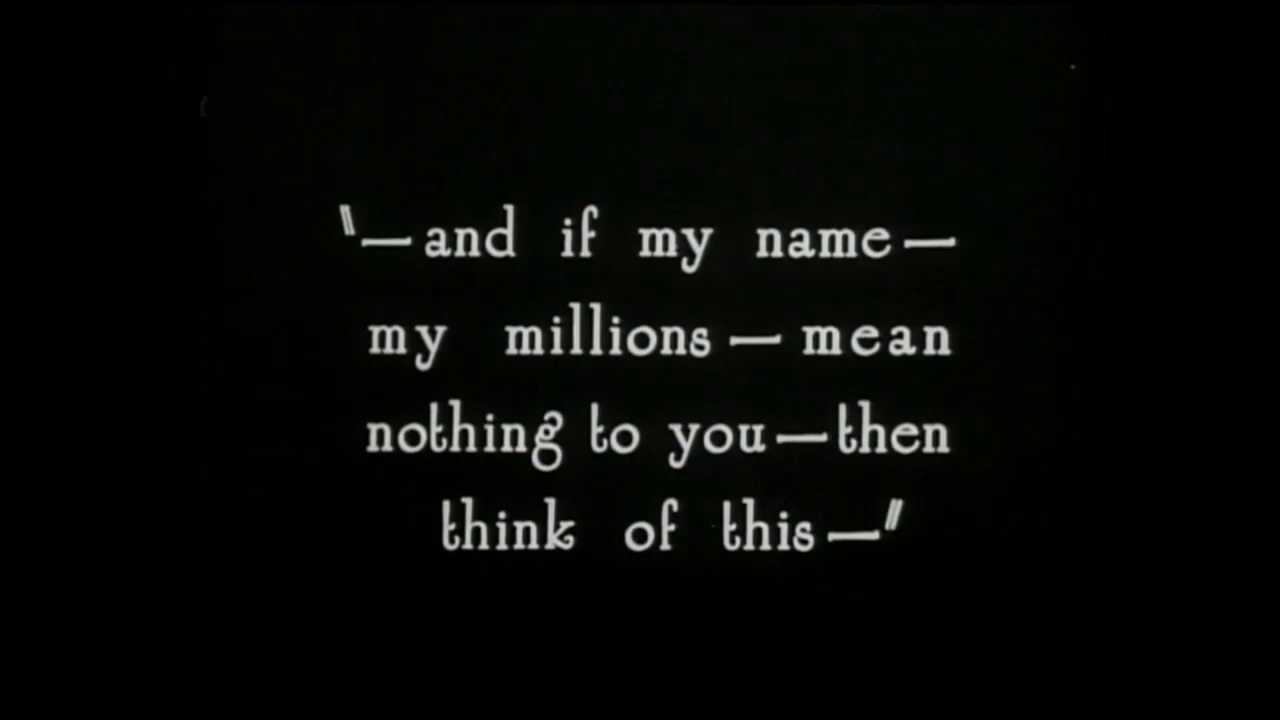 "—and if my name—
my millions—mean
nothing to you—then
think of this—"